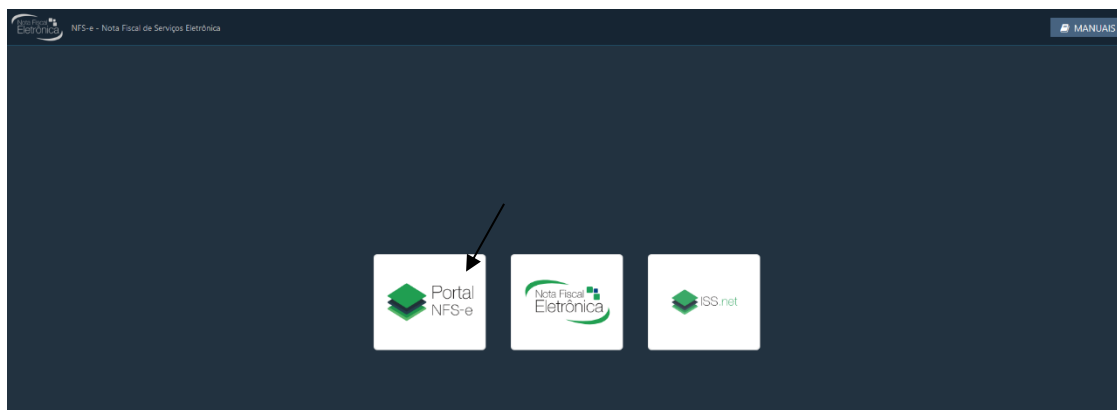 Nota Fiscal
Eletrônica
NFS-e - Nota Fiscal de Serviços Eletrônica
MANUAIS
Portal
NFS-e
Nota Fiscal
Eletrônica
ISS.net